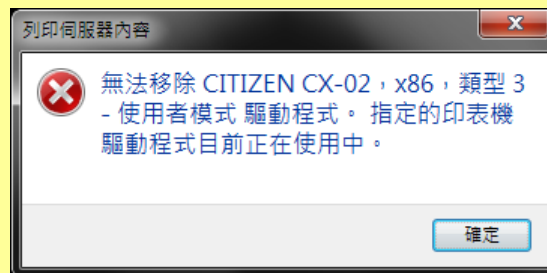 列印伺服器內容
無法移除 CITIZEN CX-02，x86，類型 3
- 使用者模式 驅動程式。 指定的印表機
驅動程式目前正在使用中。
確定